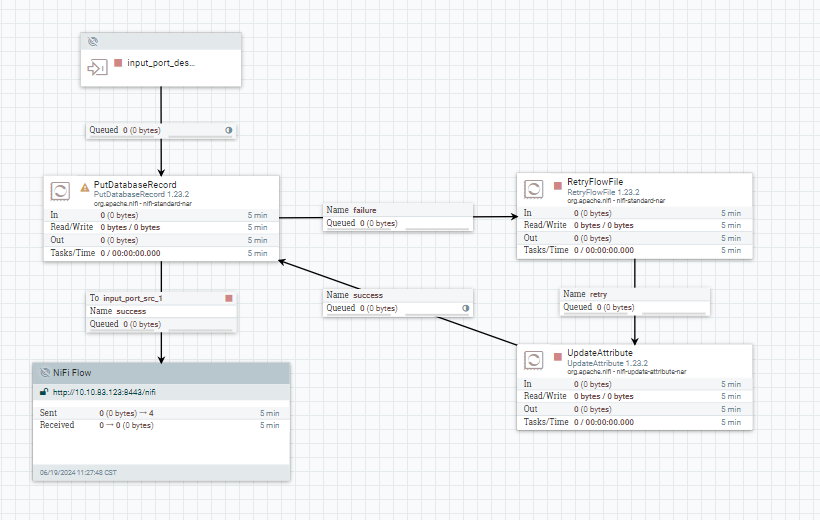 input_port_des...
Queued 0 (0 bytes)
PutDatabaseRecord
PutDatabaseRecord 1.23.2
org.apache.nifi - nifi-standard-nar
In 0 (0 bytes) 5 min
Read/Write 0 bytes / 0 bytes 5 min
Out 0 (0 bytes) 5 min
Tasks/Time 0 / 00:00:00.000 5 min
Name failure
Queued 0 (0 bytes)
RetryFlowFile
RetryFlowFile 1.23.2
org.apache.nifi - nifi-standard-nar
In 0 (0 bytes) 5 min
Read/Write 0 bytes / 0 bytes 5 min
Out 0 (0 bytes) 5 min
Tasks/Time 0 / 00:00:00.000 5 min
To input_port_src_1
Name success
Queued 0 (0 bytes)
Name success
Queued 0 (0 bytes)
Name retry
Queued 0 (0 bytes)
NiFi Flow
http://10.10.83.123:8443/nifi
Sent 0 (0 bytes) → 4 5 min
Received 0 → 0 (0 bytes) 5 min
06/19/2024 11:27:48 CST
UpdateAttribute
UpdateAttribute 1.23.2
org.apache.nifi - nifi-update-attribute-nar
In 0 (0 bytes) 5 min
Read/Write 0 bytes / 0 bytes 5 min
Out 0 (0 bytes) 5 min
Tasks/Time 0 / 00:00:00.000 5 min